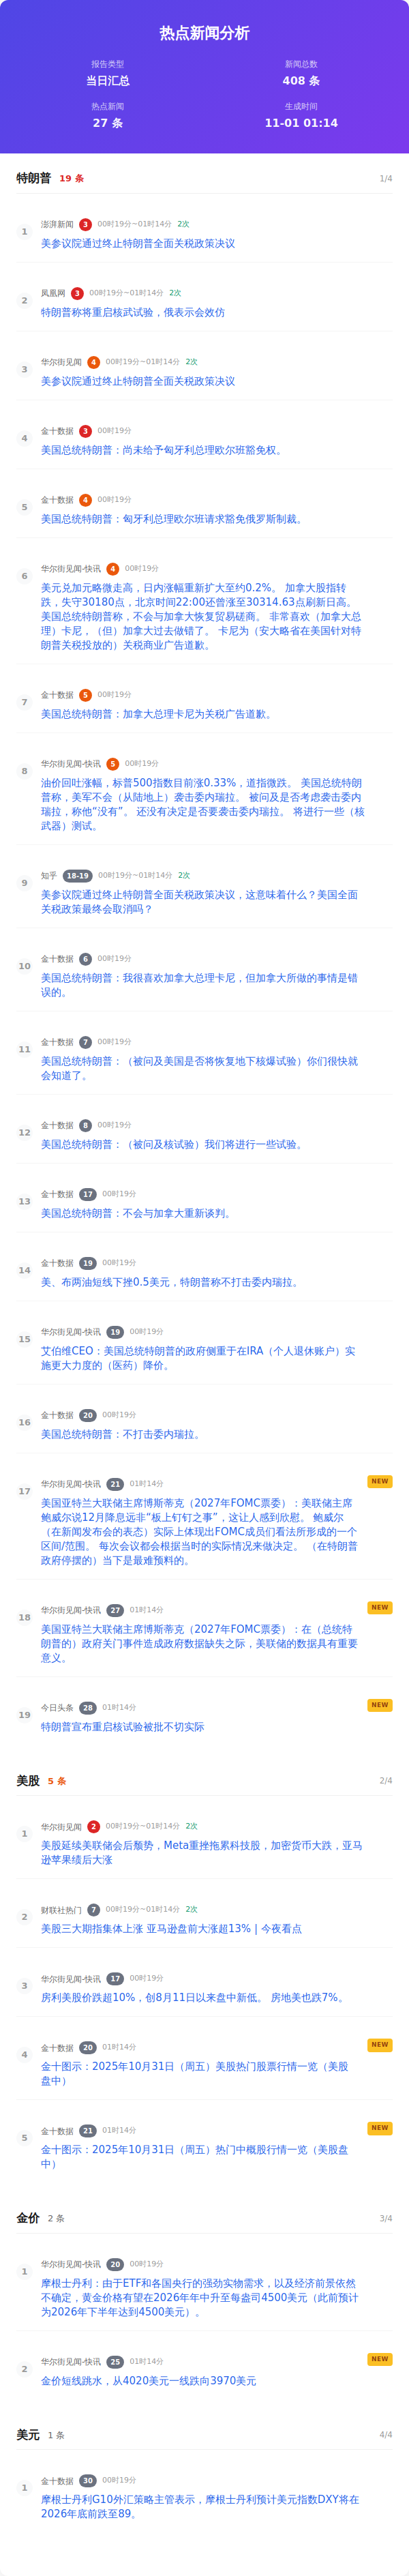 热点新闻分析
报告类型
当日汇总
新闻总数
408 条
热点新闻
27 条
生成时间
11-01 01:14
特朗普 19 条 1/4
1 澎湃新闻 3 00时19分~01时14分 2次
美参议院通过终止特朗普全面关税政策决议
2 凤凰网 3 00时19分~01时14分 2次
特朗普称将重启核武试验，俄表示会效仿
3 华尔街见闻 4 00时19分~01时14分 2次
美参议院通过终止特朗普全面关税政策决议
4 金十数据 3 00时19分
美国总统特朗普：尚未给予匈牙利总理欧尔班豁免权。
5 金十数据 4 00时19分
美国总统特朗普：匈牙利总理欧尔班请求豁免俄罗斯制裁。
6 华尔街见闻-快讯 4 00时19分
美元兑加元略微走高，日内涨幅重新扩大至约0.2%。 加拿大股指转
跌，失守30180点，北京时间22:00还曾涨至30314.63点刷新日高。
美国总统特朗普称，不会与加拿大恢复贸易磋商。 非常喜欢（加拿大总
理）卡尼，（但）加拿大过去做错了。 卡尼为（安大略省在美国针对特
朗普关税投放的）关税商业广告道歉。
7 金十数据 5 00时19分
美国总统特朗普：加拿大总理卡尼为关税广告道歉。
8 华尔街见闻-快讯 5 00时19分
油价回吐涨幅，标普500指数目前涨0.33%，道指微跌。 美国总统特朗
普称，美军不会（从陆地上）袭击委内瑞拉。 被问及是否考虑袭击委内
瑞拉，称他“没有”。 还没有决定是否要袭击委内瑞拉。 将进行一些（核
武器）测试。
9 知乎 18-19 00时19分~01时14分 2次
美参议院通过终止特朗普全面关税政策决议，这意味着什么？美国全面
关税政策最终会取消吗？
10 金十数据 6 00时19分
美国总统特朗普：我很喜欢加拿大总理卡尼，但加拿大所做的事情是错
误的。
11 金十数据 7 00时19分
美国总统特朗普：（被问及美国是否将恢复地下核爆试验）你们很快就
会知道了。
12 金十数据 8 00时19分
美国总统特朗普：（被问及核试验）我们将进行一些试验。
13 金十数据 17 00时19分
美国总统特朗普：不会与加拿大重新谈判。
14 金十数据 19 00时19分
美、布两油短线下挫0.5美元，特朗普称不打击委内瑞拉。
15 华尔街见闻-快讯 19 00时19分
艾伯维CEO：美国总统特朗普的政府侧重于在IRA（个人退休账户）实
施更大力度的（医药）降价。
16 金十数据 20 00时19分
美国总统特朗普：不打击委内瑞拉。
17 华尔街见闻-快讯 21 01时14分 NEW
美国亚特兰大联储主席博斯蒂克（2027年FOMC票委）：美联储主席
鲍威尔说12月降息远非“板上钉钉之事”，这让人感到欣慰。 鲍威尔
（在新闻发布会的表态）实际上体现出FOMC成员们看法所形成的一个
区间/范围。 每次会议都会根据当时的实际情况来做决定。 （在特朗普
政府停摆的）当下是最难预料的。
18 华尔街见闻-快讯 27 01时14分 NEW
美国亚特兰大联储主席博斯蒂克（2027年FOMC票委）：在（总统特
朗普的）政府关门事件造成政府数据缺失之际，美联储的数据具有重要
意义。
19 今日头条 28 01时14分 NEW
特朗普宣布重启核试验被批不切实际
美股 5 条 2/4
1 华尔街见闻 2 00时19分~01时14分 2次
美股延续美联储会后颓势，Meta重挫拖累科技股，加密货币大跌，亚马
逊苹果绩后大涨
2 财联社热门 7 00时19分~01时14分 2次
美股三大期指集体上涨 亚马逊盘前大涨超13% | 今夜看点
3 华尔街见闻-快讯 17 00时19分
房利美股价跌超10%，创8月11日以来盘中新低。 房地美也跌7%。
4 金十数据 20 01时14分 NEW
金十图示：2025年10月31日（周五）美股热门股票行情一览（美股
盘中）
5 金十数据 21 01时14分 NEW
金十图示：2025年10月31日（周五）热门中概股行情一览（美股盘
中）
金价 2 条 3/4
1 华尔街见闻-快讯 20 00时19分
摩根士丹利：由于ETF和各国央行的强劲实物需求，以及经济前景依然
不确定，黄金价格有望在2026年年中升至每盎司4500美元（此前预计
为2026年下半年达到4500美元）。
2 华尔街见闻-快讯 25 01时14分 NEW
金价短线跳水，从4020美元一线跌向3970美元
美元 1 条 4/4
1 金十数据 30 00时19分
摩根士丹利G10外汇策略主管表示，摩根士丹利预计美元指数DXY将在
2026年底前跌至89。